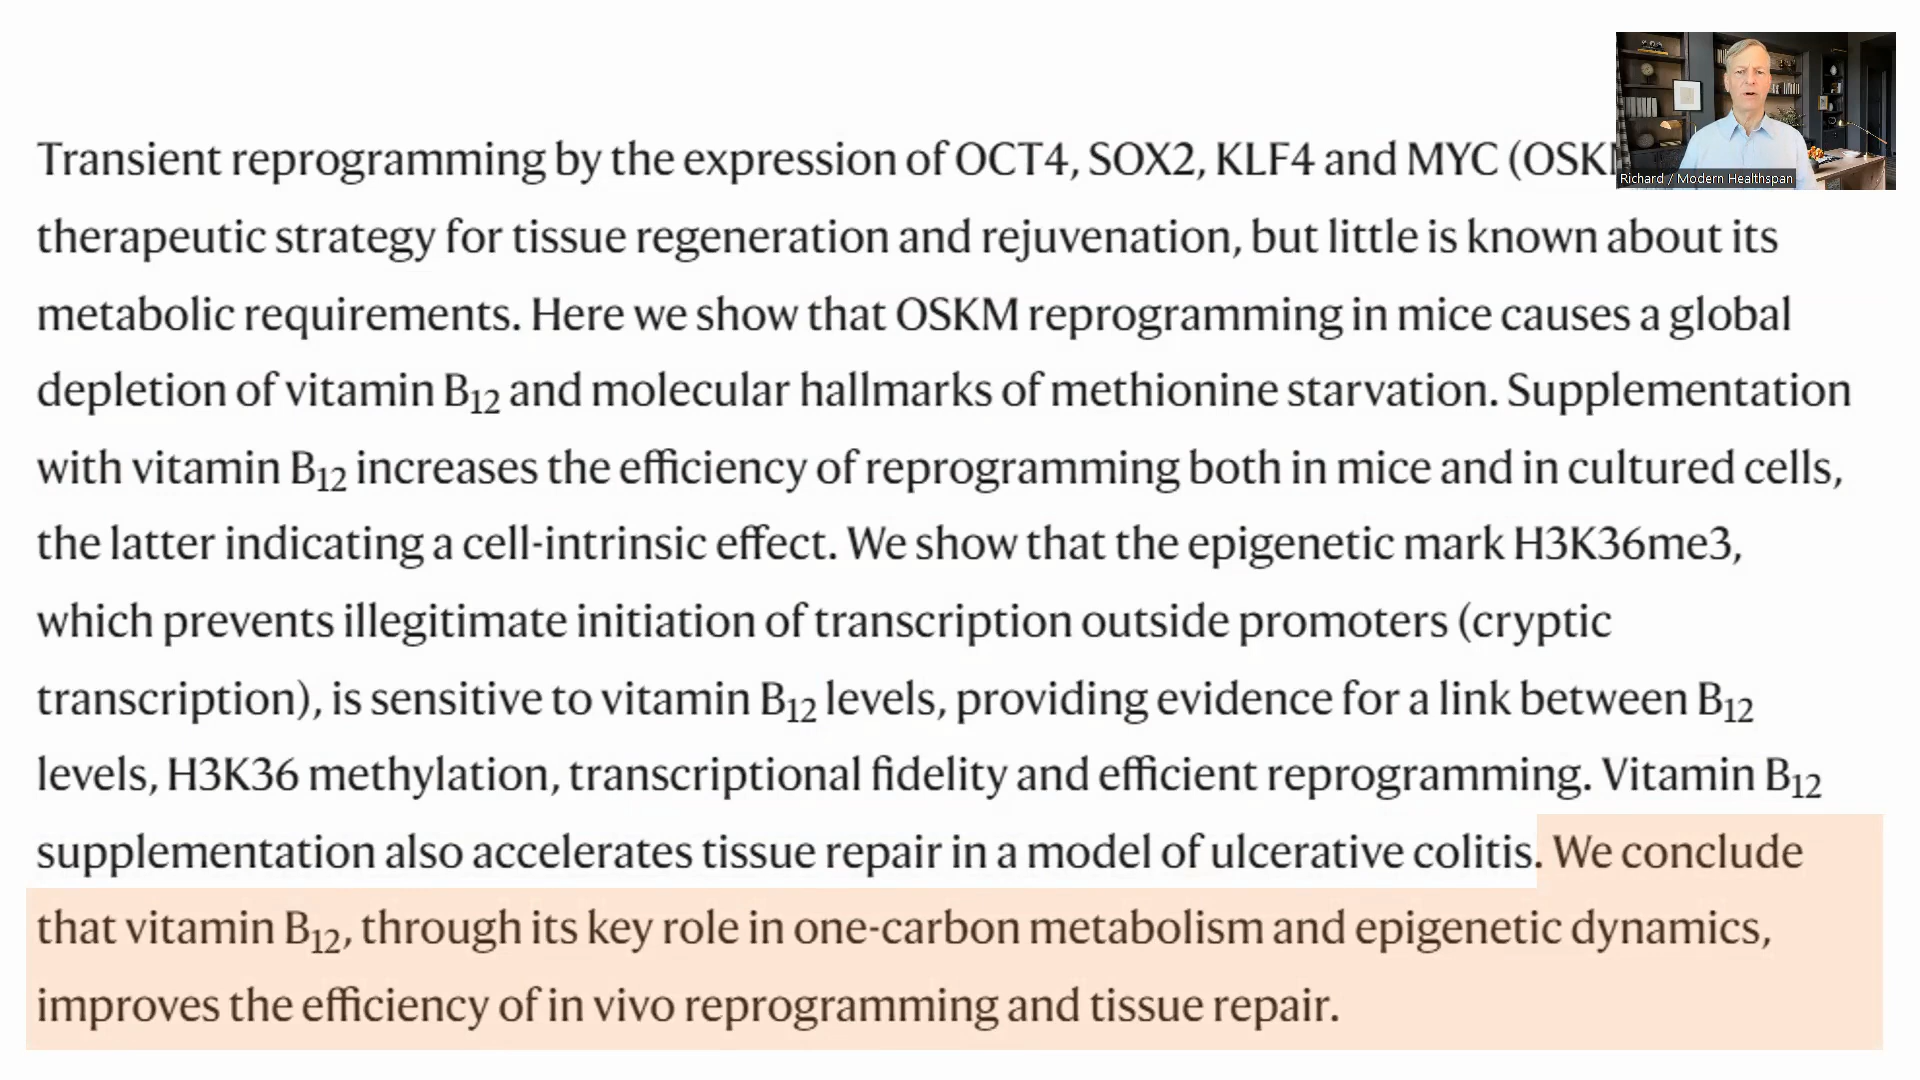 Transient reprogramming by the expression of OCT4, SOX2, KLF4 and MYC
therapeutic strategy for tissue regeneration and rejuvenation, but little is known about its
metabolic requirements. Here we show that OSKM reprogramming in mice causes a global
depletion of vitamin B₁₂ and molecular hallmarks of methionine starvation. Supplementation
with vitamin B₁₂ increases the efficiency of reprogramming both in mice and in cultured cells,
the latter indicating a cell-intrinsic effect. We show that the epigenetic mark H3K36me3,
which prevents illegitimate initiation of transcription outside promoters (cryptic
transcription), is sensitive to vitamin B₁₂ levels, providing evidence for a link between B₁₂
levels, H3K36 methylation, transcriptional fidelity and efficient reprogramming. Vitamin B₁₂
supplementation also accelerates tissue repair in a model of ulcerative colitis. We conclude
that vitamin B₁₂, through its key role in one-carbon metabolism and epigenetic dynamics,
improves the efficiency of in vivo reprogramming and tissue repair.
Richard / Modern Healthspan